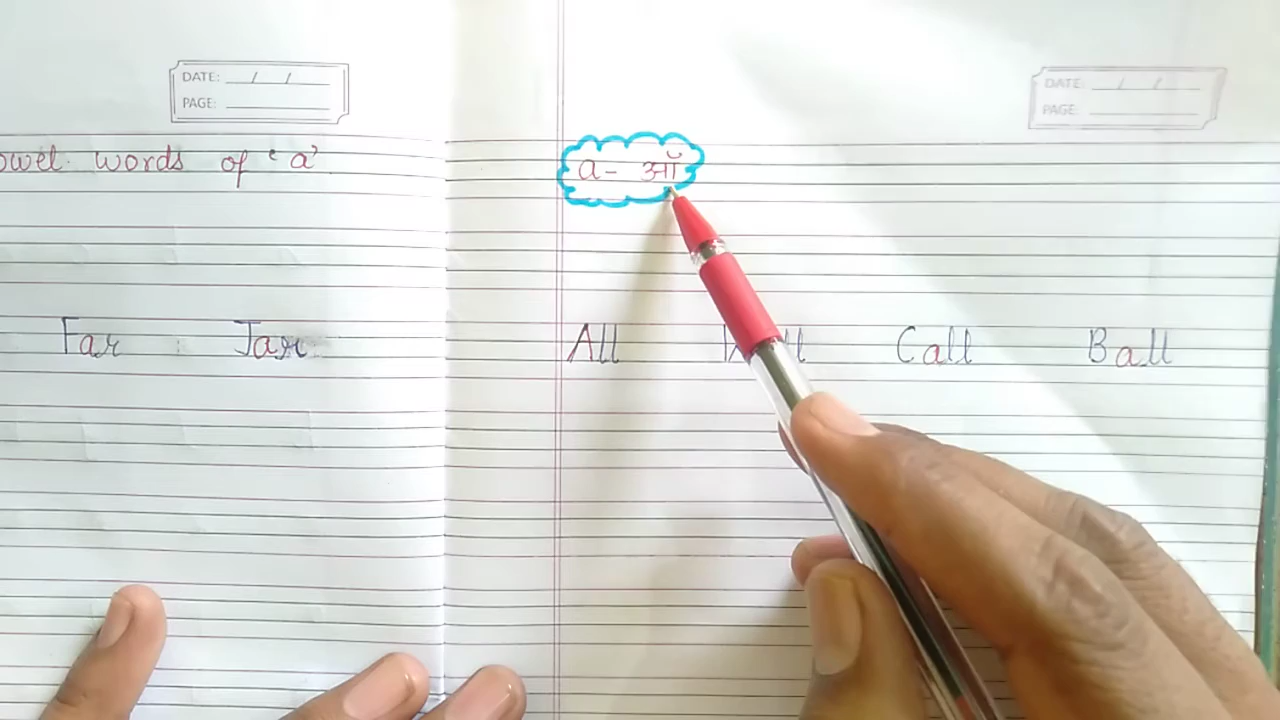 DATE: / /
PAGE:
DATE: / /
PAGE:
owel words of 'a'
a - ऑ
Far Jar
All Call Ball